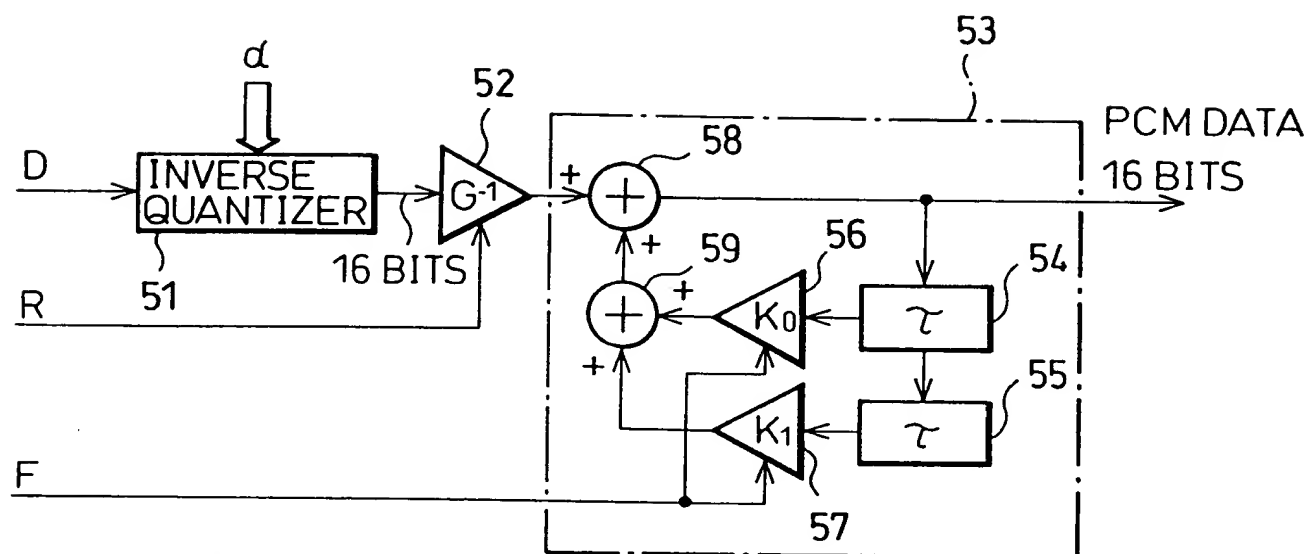 53
α
52
PCM DATA
16 BITS
58
D
INVERSE
QUANTIZER
G-1
+
+
+
56
59
54
51
16 BITS
R
+
+
K0
τ
55
+
K1
τ
F
57